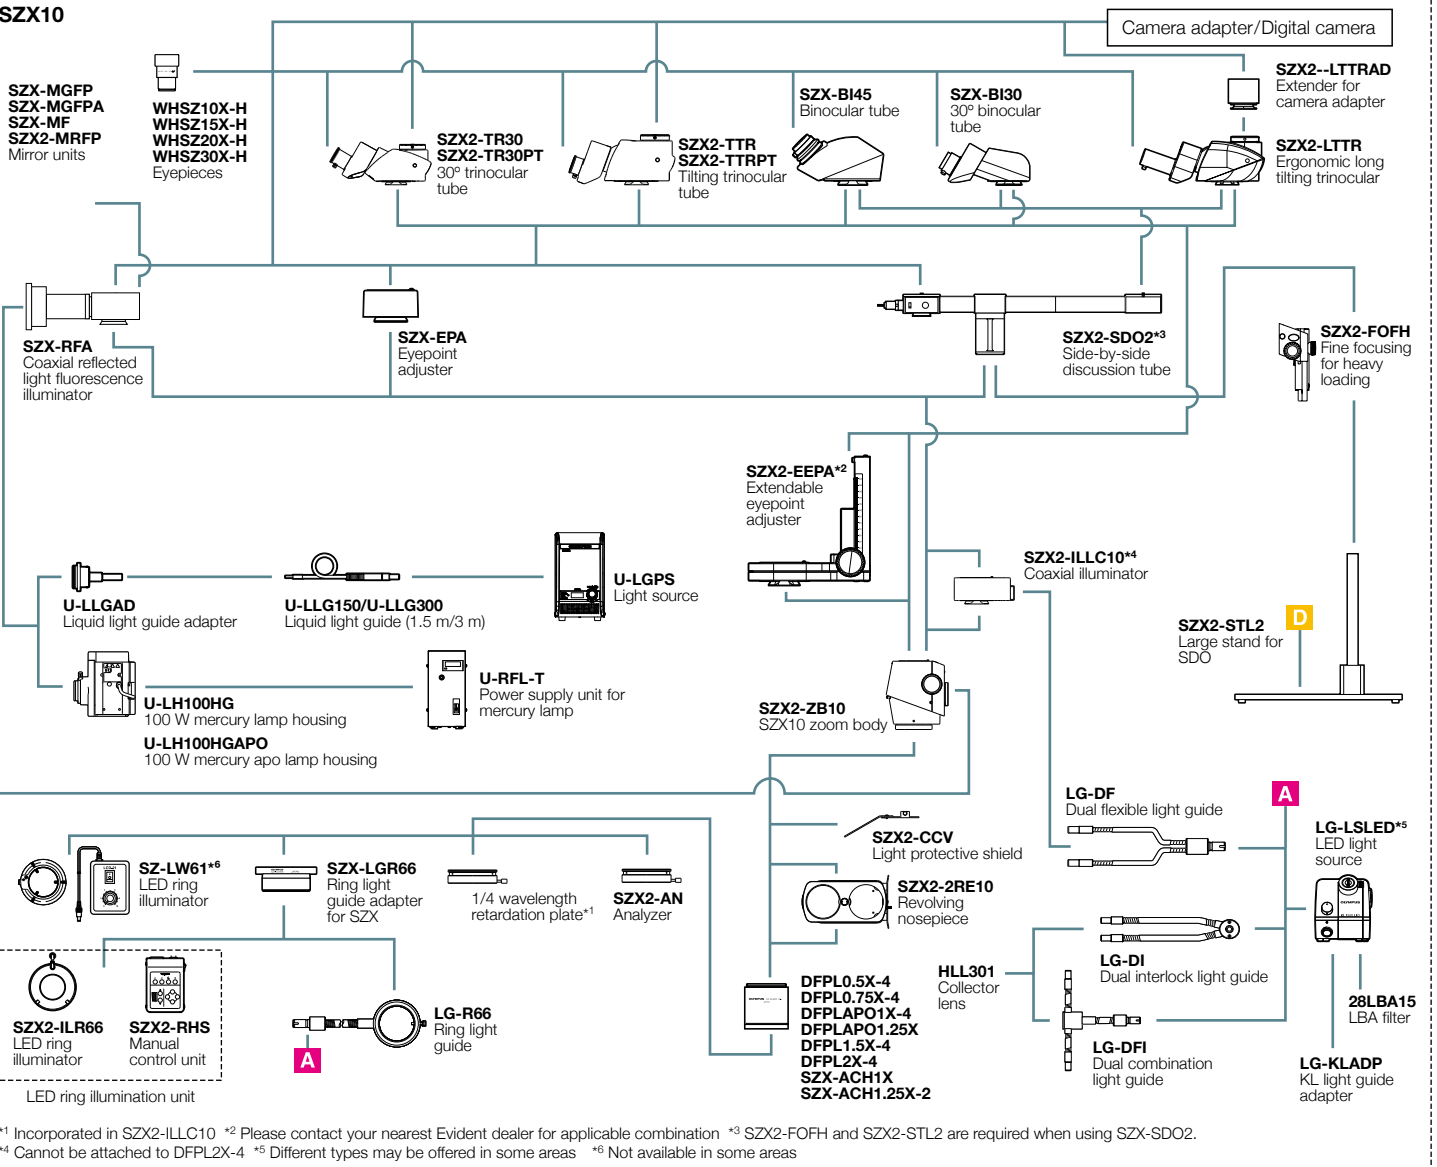 SZX10
Camera adapter/Digital camera
SZX-MGFP
SZX-MGFPA
SZX-MF
SZX2-MRFP
Mirror units
WHSZ10X-H
WHSZ15X-H
WHSZ20X-H
WHSZ30X-H
Eyepieces
SZX2-TR30
SZX2-TR30PT
30º trinocular
tube
SZX2-TTR
SZX2-TTRPT
Tilting trinocular
tube
SZX-BI45
Binocular tube
SZX-BI30
30º binocular
tube
SZX2--LTTRAD
Extender for
camera adapter
SZX2-LTTR
Ergonomic long
tilting trinocular
SZX-RFA
Coaxial reflected
light fluorescence
illuminator
SZX-EPA
Eyepoint
adjuster
SZX2-SDO2*3
Side-by-side
discussion tube
SZX2-FOFH
Fine focusing
for heavy
loading
SZX2-EEPA*2
Extendable
eyepoint
adjuster
SZX2-ILLC10*4
Coaxial illuminator
U-LLGAD
Liquid light guide adapter
U-LLG150/U-LLG300
Liquid light guide (1.5 m/3 m)
U-LGPS
Light source
D
SZX2-STL2
Large stand for
SDO
U-LH100HG
100 W mercury lamp housing
U-LH100HGAPO
100 W mercury apo lamp housing
U-RFL-T
Power supply unit for
mercury lamp
SZX2-ZB10
SZX10 zoom body
LG-DF
Dual flexible light guide
A
LG-LSLED*5
LED light
source
SZX2-CCV
Light protective shield
SZ-LW61*6
LED ring
illuminator
SZX-LGR66
Ring light
guide adapter
for SZX
1/4 wavelength
retardation plate*1
SZX2-AN
Analyzer
SZX2-2RE10
Revolving
nosepiece
OLYMPUS
LG-DI
Dual interlock light guide
HLL301
Collector
lens
SZX2-ILR66
LED ring
illuminator
SZX2-RHS
Manual
control unit
LED ring illumination unit
LG-R66
Ring light
guide
A
DFPL0.5X-4
DFPL0.75X-4
DFPLAPO1X-4
DFPLAPO1.25X
DFPL1.5X-4
DFPL2X-4
SZX-ACH1X
SZX-ACH1.25X-2
LG-DFI
Dual combination
light guide
28LBA15
LBA filter
LG-KLADP
KL light guide
adapter
*1 Incorporated in SZX2-ILLC10 *2 Please contact your nearest Evident dealer for applicable combination *3 SZX2-FOFH and SZX2-STL2 are required when using SZX-SDO2.
*4 Cannot be attached to DFPL2X-4 *5 Different types may be offered in some areas *6 Not available in some areas